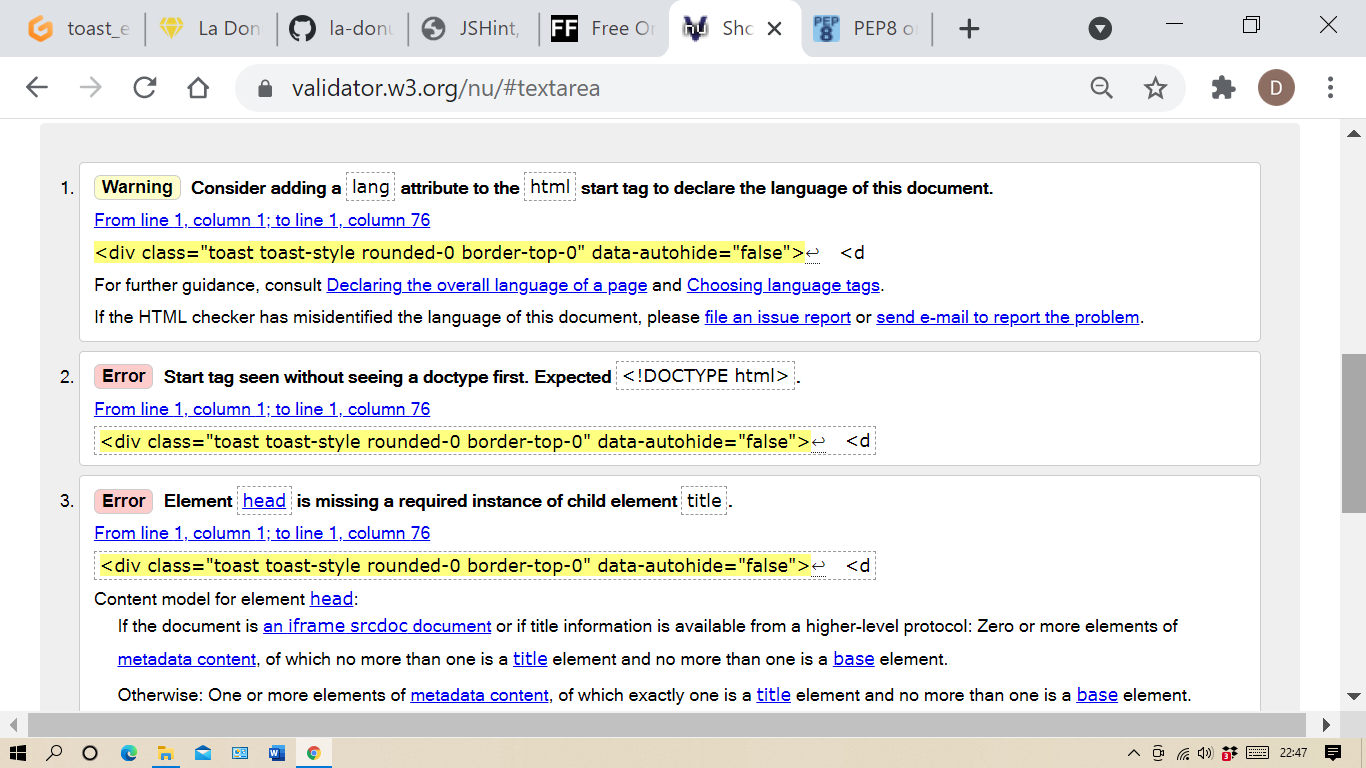 toast_e
La Don
la-donu
JSHint,
FF
Free Or
nu
Sho
PEP 8
PEP8 o
validator.w3.org/nu/#textarea
D
1. Warning Consider adding a lang attribute to the html start tag to declare the language of this document.
From line 1, column 1; to line 1, column 76
<div class="toast toast-style rounded-0 border-top-0" data-autohide="false">↩ <d
For further guidance, consult Declaring the overall language of a page and Choosing language tags.
If the HTML checker has misidentified the language of this document, please file an issue report or send e-mail to report the problem.
2. Error Start tag seen without seeing a doctype first. Expected <!DOCTYPE html>.
From line 1, column 1; to line 1, column 76
<div class="toast toast-style rounded-0 border-top-0" data-autohide="false">↩ <d
3. Error Element head is missing a required instance of child element title.
From line 1, column 1; to line 1, column 76
<div class="toast toast-style rounded-0 border-top-0" data-autohide="false">↩ <d
Content model for element head:
If the document is an iframe srcdoc document or if title information is available from a higher-level protocol: Zero or more elements of
metadata content, of which no more than one is a title element and no more than one is a base element.
Otherwise: One or more elements of metadata content, of which exactly one is a title element and no more than one is a base element.
22:47